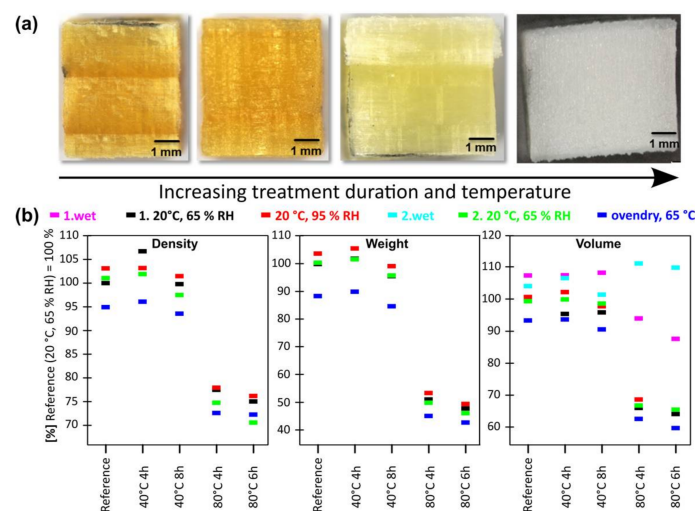 (a)
1 mm
1 mm
1 mm
1 mm
Increasing treatment duration and temperature
(b)
1.wet
1. 20°C, 65 % RH
20 °C, 95 % RH
2.wet
2. 20 °C, 65 % RH
ovendry, 65 °C
[%] Reference (20 °C, 65 % RH) = 100 %
Density
110
105
100
95
90
85
80
75
70
Reference
40°C 4h
40°C 8h
80°C 4h
80°C 6h
Weight
110
100
90
80
70
60
50
40
Reference
40°C 4h
40°C 8h
80°C 4h
80°C 6h
Volume
120
110
100
90
80
70
60
Reference
40°C 4h
40°C 8h
80°C 4h
80°C 6h